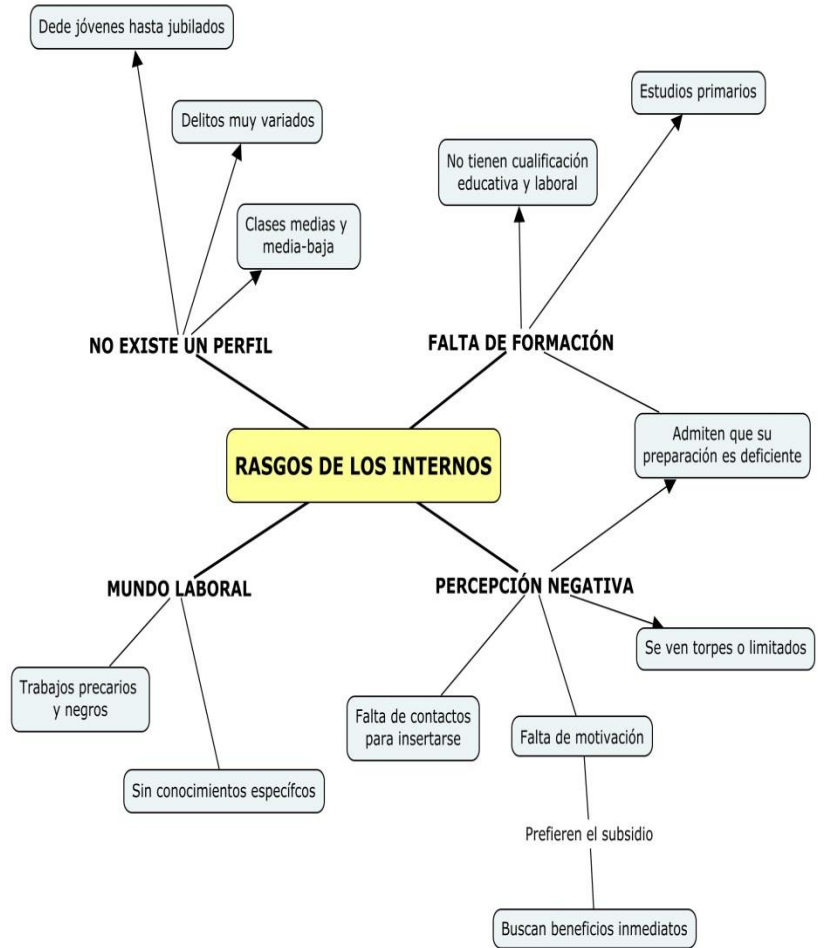 Dede jóvenes hasta jubilados
Delitos muy variados
Clases medias y
media-baja
NO EXISTE UN PERFIL
Estudios primarios
No tienen cualificación
educativa y laboral
FALTA DE FORMACIÓN
Admiten que su
preparación es deficiente
RASGOS DE LOS INTERNOS
MUNDO LABORAL
Trabajos precarios
y negros
Sin conocimientos específcos
PERCEPCIÓN NEGATIVA
Se ven torpes o limitados
Falta de contactos
para insertarse
Falta de motivación
Prefieren el subsidio
Buscan beneficios inmediatos